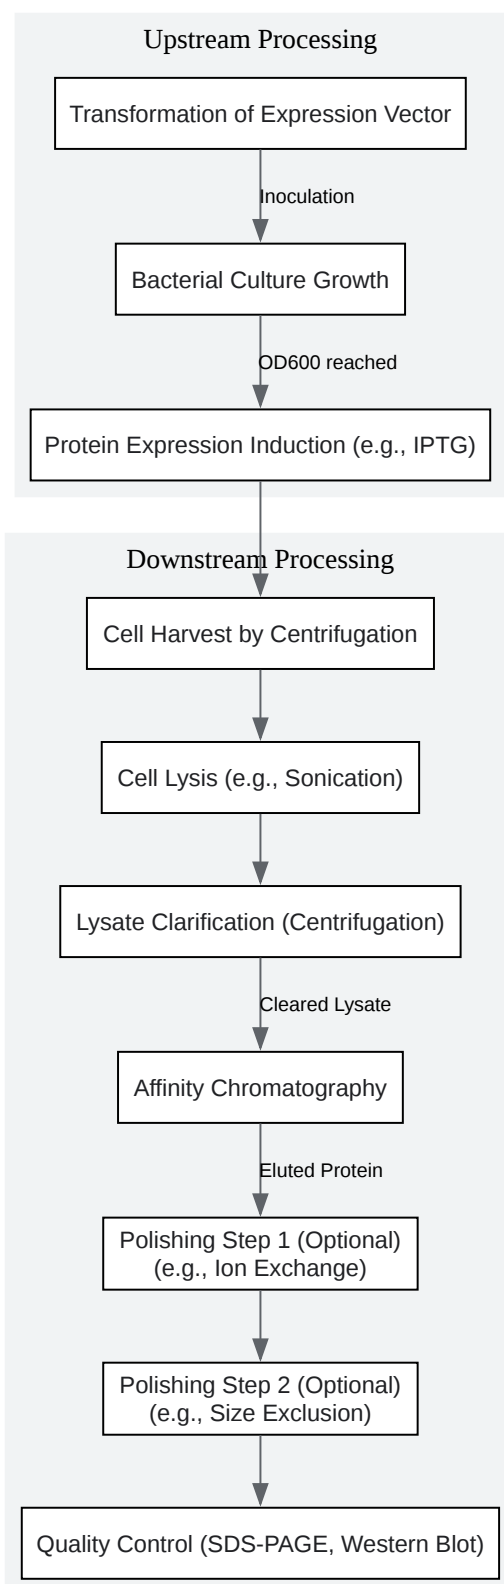 Upstream Processing
Transformation of Expression Vector
Inoculation
Bacterial Culture Growth
OD600 reached
Protein Expression Induction (e.g., IPTG)
Downstream Processing
Cell Harvest by Centrifugation
Cell Lysis (e.g., Sonication)
Lysate Clarification (Centrifugation)
Cleared Lysate
Affinity Chromatography
Eluted Protein
Polishing Step 1 (Optional)
(e.g., Ion Exchange)
Polishing Step 2 (Optional)
(e.g., Size Exclusion)
Quality Control (SDS-PAGE, Western Blot)